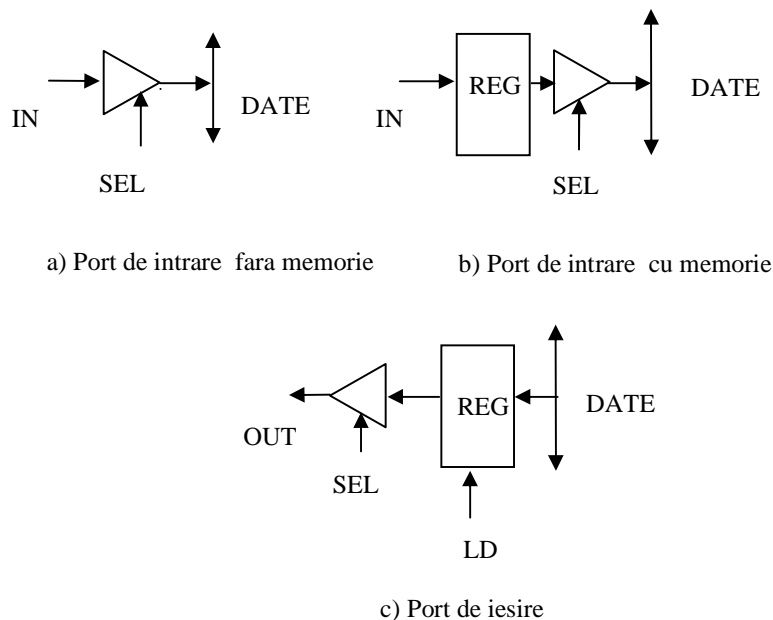 IN
DATE
SEL
a) Port de intrare fara memorie
REG
IN
DATE
SEL
b) Port de intrare cu memorie
REG
DATE
OUT
SEL
LD
c) Port de iesire